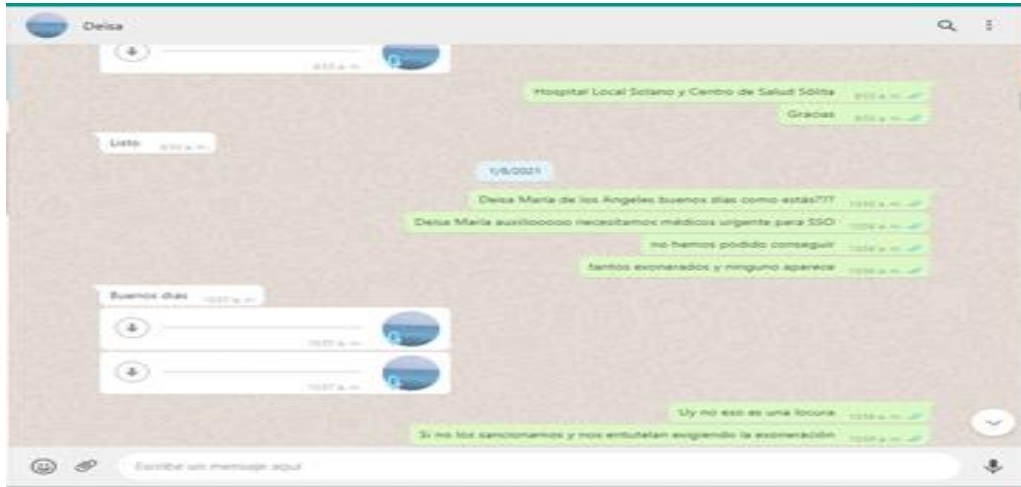 Deisa
Hospital Local Solano y Centro de Salud Sólita
Gracias
Listo
1/8/2021
Deisa María de los Angeles buenos días como estás???
Deisa María auxiliooooo necesitamos médicos urgente para SSO
no hemos podido conseguir
tantos exonerados y ninguno aparece
Buenos días
Uy no eso es una locura
Si no los sancionamos y nos entutelan exigiendo la exoneración
Escribe un mensaje aquí